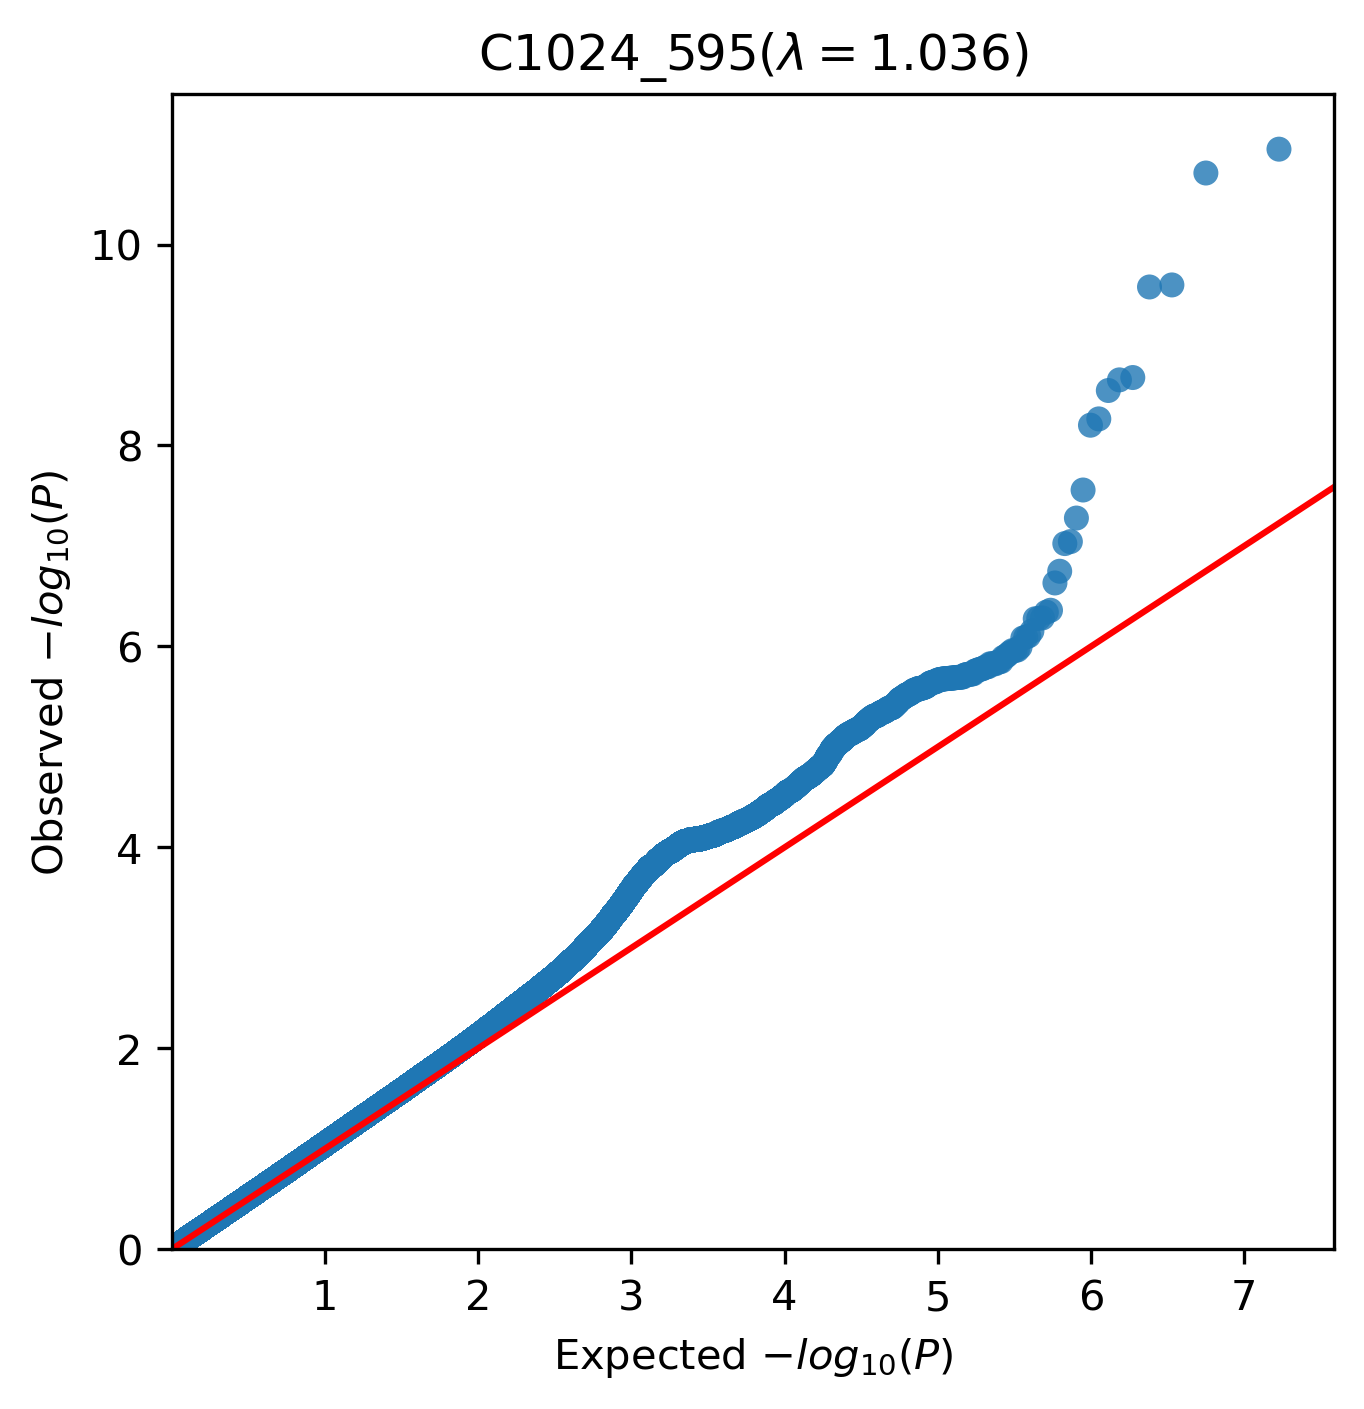 C1024_595(λ = 1.036)
Observed −log₁₀(P)
10
8
6
4
2
0
1 2 3 4 5 6 7
Expected −log₁₀(P)